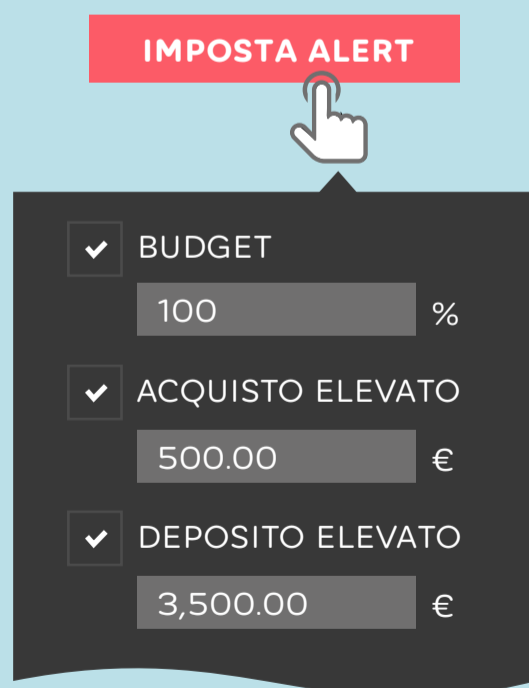 IMPOSTA ALERT
BUDGET
100 %
ACQUISTO ELEVATO
500.00 €
DEPOSITO ELEVATO
3,500.00 €